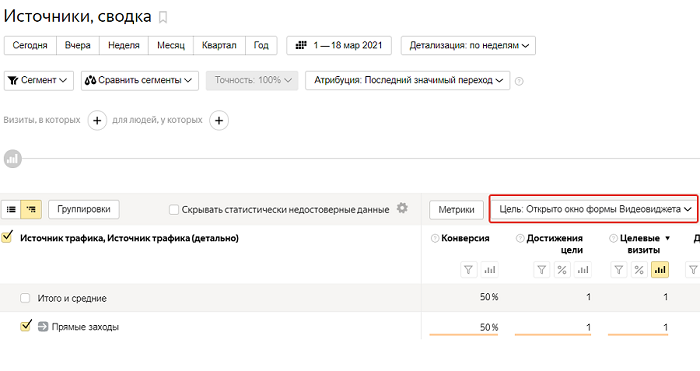 Источники, сводка
Сегодня Вчера Неделя Месяц Квартал Год 1 — 18 мар 2021 Детализация: по неделям
Сегмент Сравнить сегменты Точность: 100% Атрибуция: Последний значимый переход ?
Визиты, в которых + для людей, у которых +
Группировки Скрывать статистически недостоверные данные Метрики Цель: Открыто окно формы Видеовиджета
Источник трафика, Источник трафика (детально) ? Конверсия ? Достижения ? Целевые ▼ Д
цели визиты
% %
Итого и средние 50 % 1 1
Прямые заходы 50 % 1 1